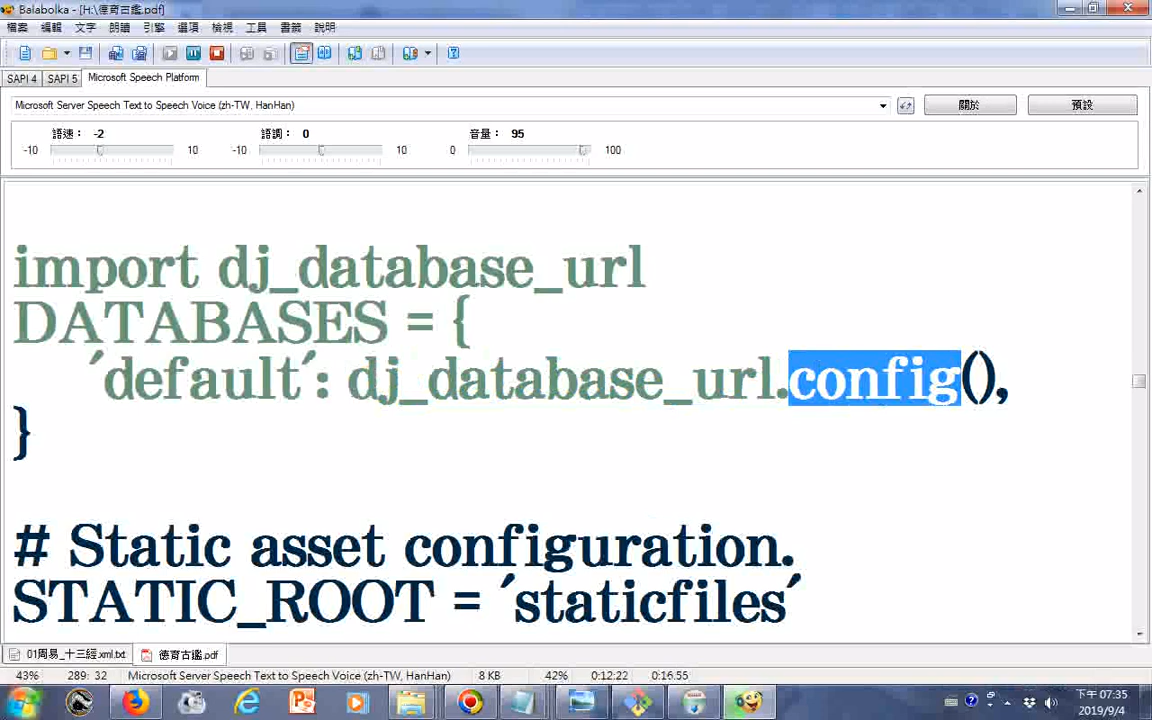 Balabolka - [H:\德育古鑑.pdf]
檔案 編輯 文字 朗讀 引擎 選項 檢視 書籤 工具 說明
SAPI 4 SAPI 5 Microsoft Speech Platform
Microsoft Server Speech Text to Speech Voice (zh-TW, HanHan) 關於 預設
語速： -2 語調： 0 音量： 95
-10 10 -10 10 0 100
import dj_database_url
DATABASES = {
'default': dj_database_url.config(),
}
# Static asset configuration.
STATIC_ROOT = 'staticfiles'
01周易_十三經.xml.txt 德育古鑑.pdf
43% 289: 32 Microsoft Server Speech Text to Speech Voice (zh-TW, HanHan) 8 KB 42% 0:12:22 0:16.55
下午 07:35
2019/9/4